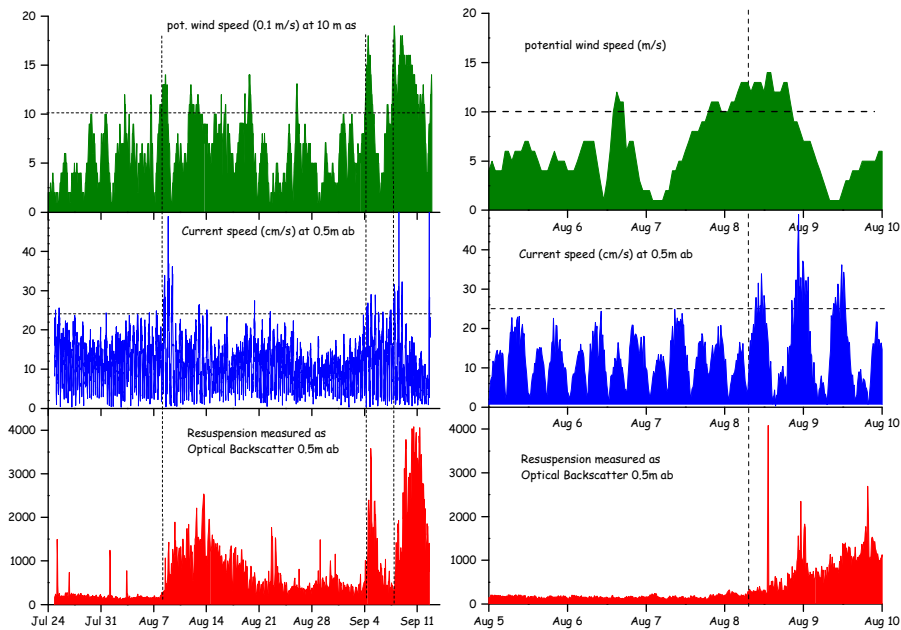 20
15
10
5
0
pot. wind speed (0.1 m/s) at 10 m as
40
30
20
10
0
Current speed (cm/s) at 0.5m ab
4000
3000
2000
1000
0
Resuspension measured as
Optical Backscatter 0.5m ab
Jul 24 Jul 31 Aug 7 Aug 14 Aug 21 Aug 28 Sep 4 Sep 11
20
15
10
5
0
potential wind speed (m/s)
Aug 6 Aug 7 Aug 8 Aug 9 Aug 10
40
30
20
10
0
Current speed (cm/s) at 0.5m ab
Aug 6 Aug 7 Aug 8 Aug 9 Aug 10
4000
3000
2000
1000
0
Resuspension measured as
Optical Backscatter 0.5m ab
Aug 5 Aug 6 Aug 7 Aug 8 Aug 9 Aug 10